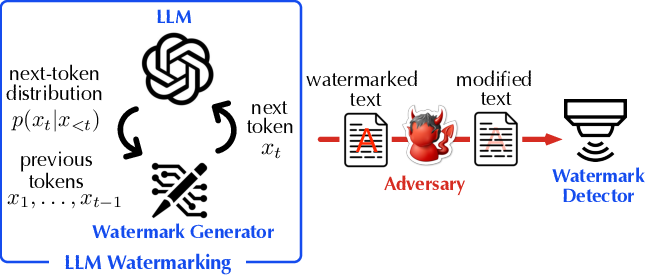 LLM
next-token
distribution
p(x_t|x_{<t})
previous
tokens
x_1, ..., x_{t-1}
next
token
x_t
Watermark Generator
LLM Watermarking
watermarked
text
A
Adversary
modified
text
A
Watermark
Detector